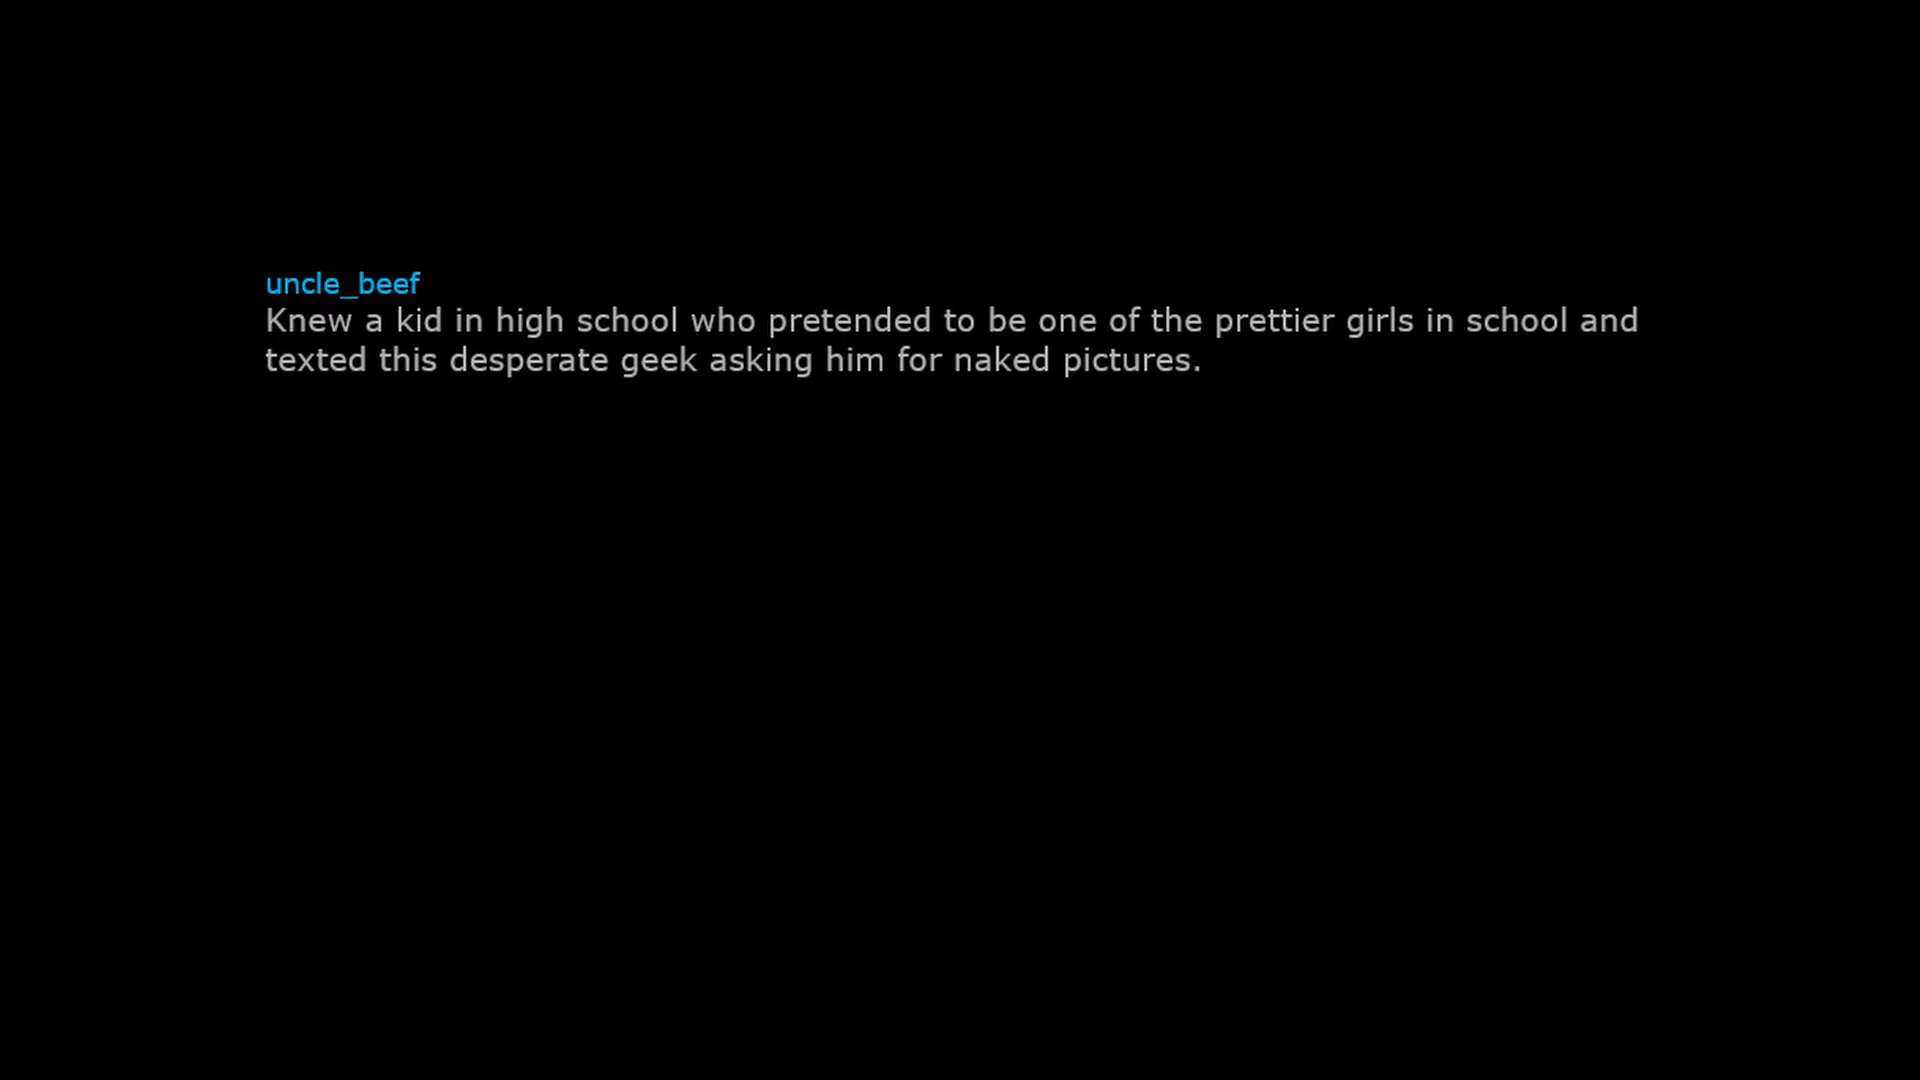 uncle_beef
Knew a kid in high school who pretended to be one of the prettier girls in school and
texted this desperate geek asking him for naked pictures.